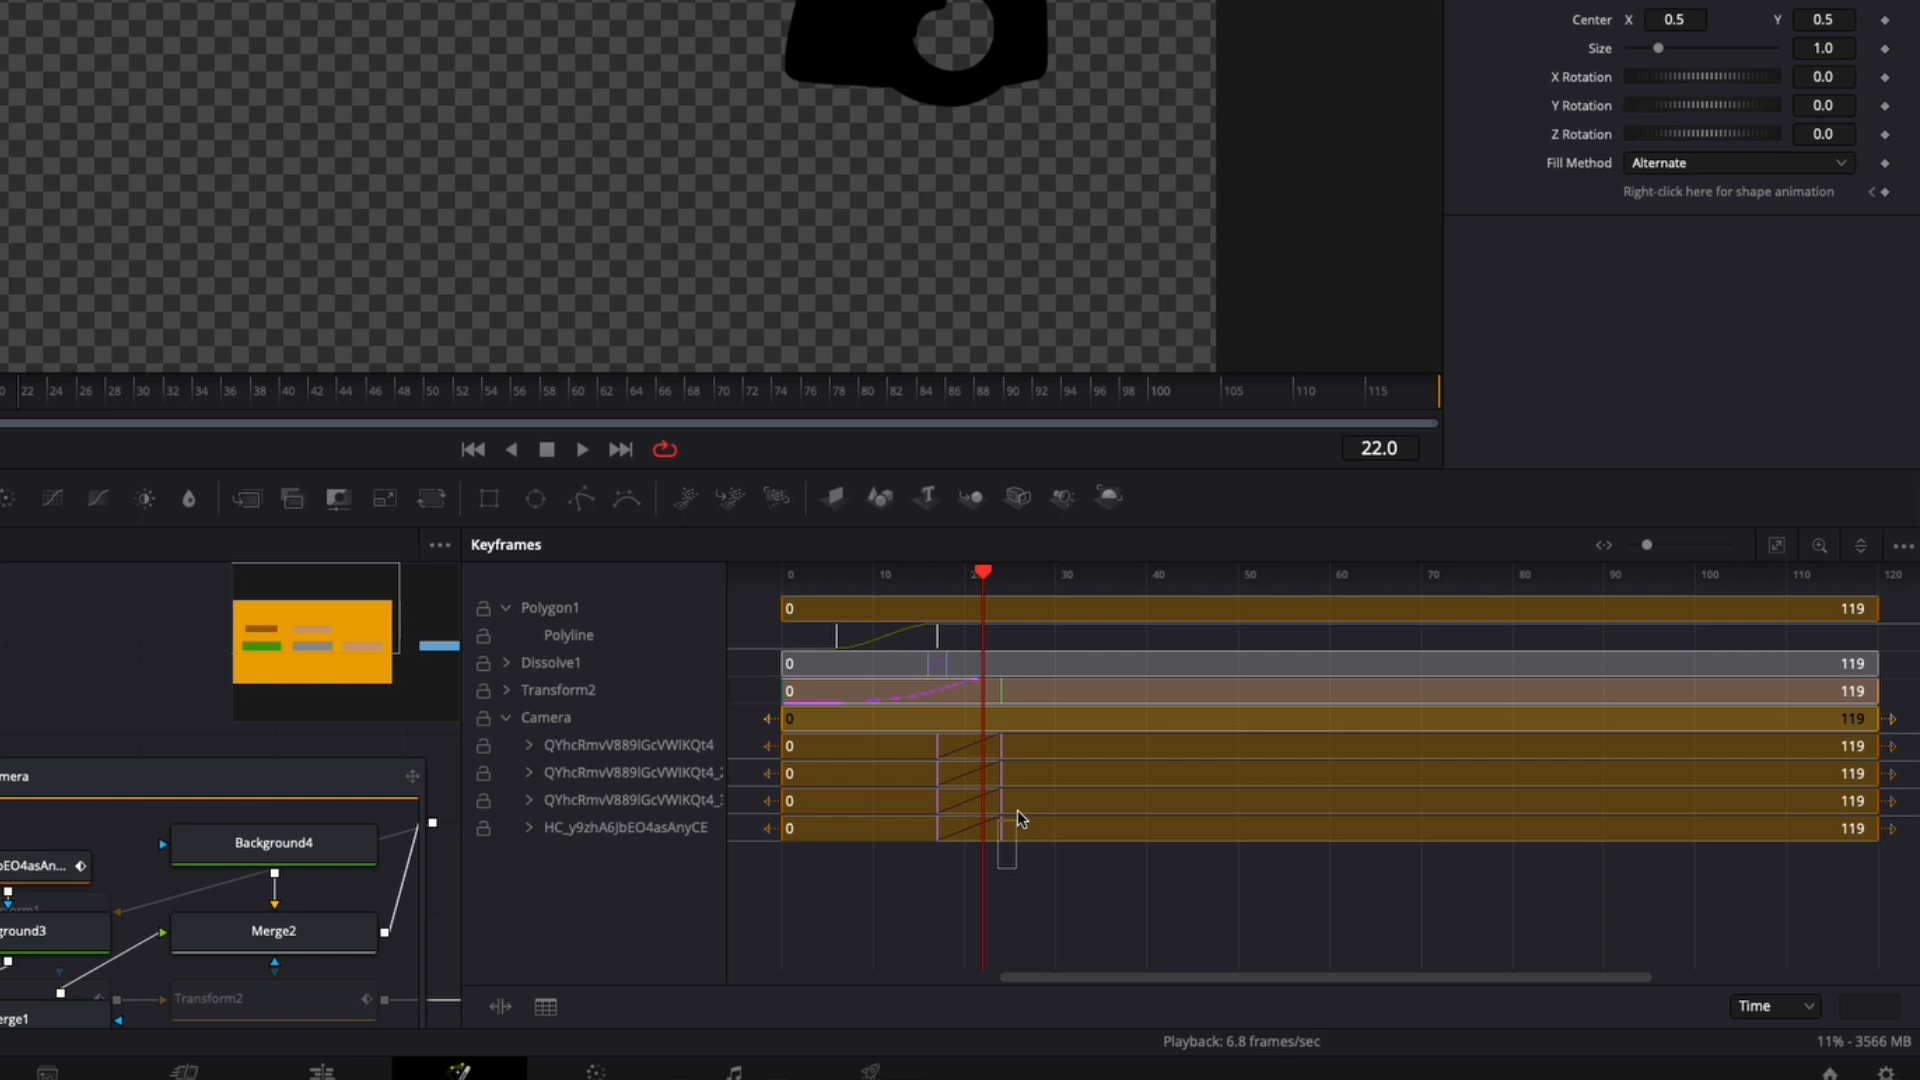 Center X 0.5 Y 0.5
Size 1.0
X Rotation 0.0
Y Rotation 0.0
Z Rotation 0.0
Fill Method Alternate
Right-click here for shape animation
22 24 26 28 30 32 34 36 38 40 42 44 46 48 50 52 54 56 58 60 62 64 66 68 70 72 74 76 78 80 82 84 86 88 90 92 94 96 98 100 105 110 115
22.0
Keyframes
0 10 30 40 50 60 70 80 90 100 110 120
Polygon1 0 119
Polyline
Dissolve1 0 119
Transform2 0 119
Camera 0 119
0 119
0 119
0 119
HC_y9zhA6JbEO4asAnyCE 0 119
mera
Background4
EO4asAn...
ground3
Merge2
Transform2
erge1
Time
Playback: 6.8 frames/sec
11% - 3566 MB